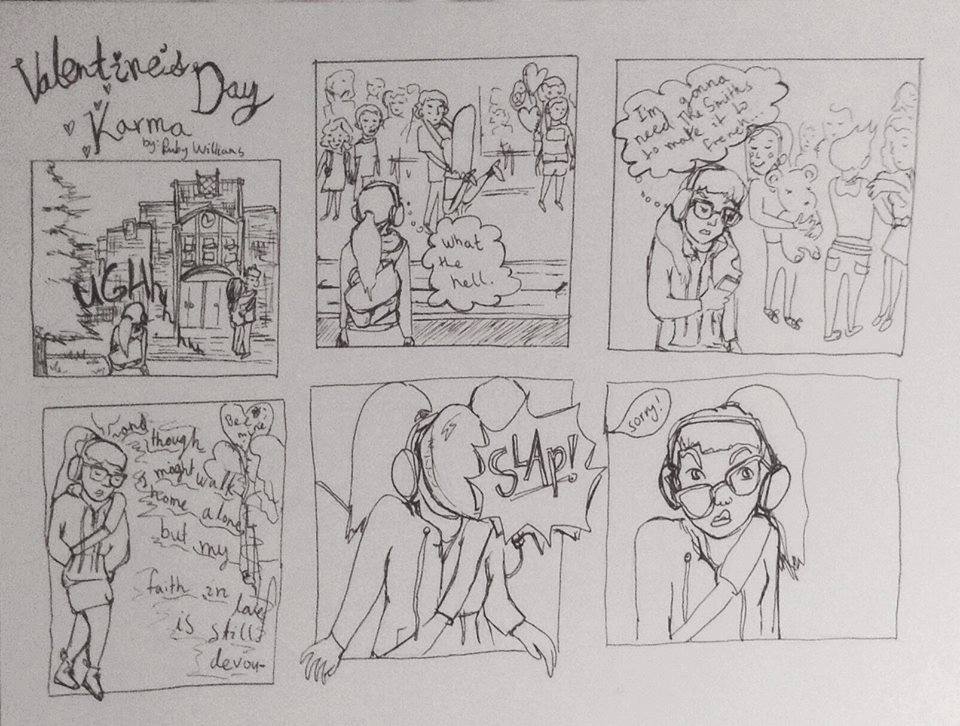 Valentine's
Day
Karma
by: Ruby Williams
UGHh
what
the
hell.
I'm gonna
need The Smiths
to make it to
french.
and
though
I might walk
home alone
but my
faith in
love
is still
devou-
Be
mine
SLAP!
sorry!